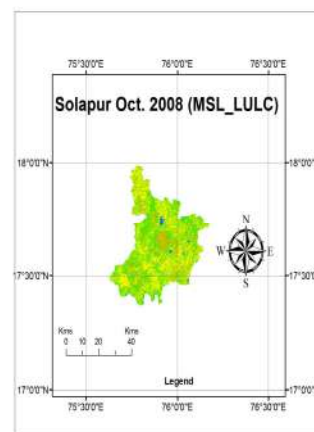 75°30'0"E 76°0'0"E 76°30'0"E
Solapur Oct. 2008 (MSL_LULC)
18°0'0"N 18°0'0"N
N
W E
S
17°30'0"N 17°30'0"N
Kms Kms
0 10 20 40
Legend
17°0'0"N 17°0'0"N
75°30'0"E 76°0'0"E 76°30'0"E